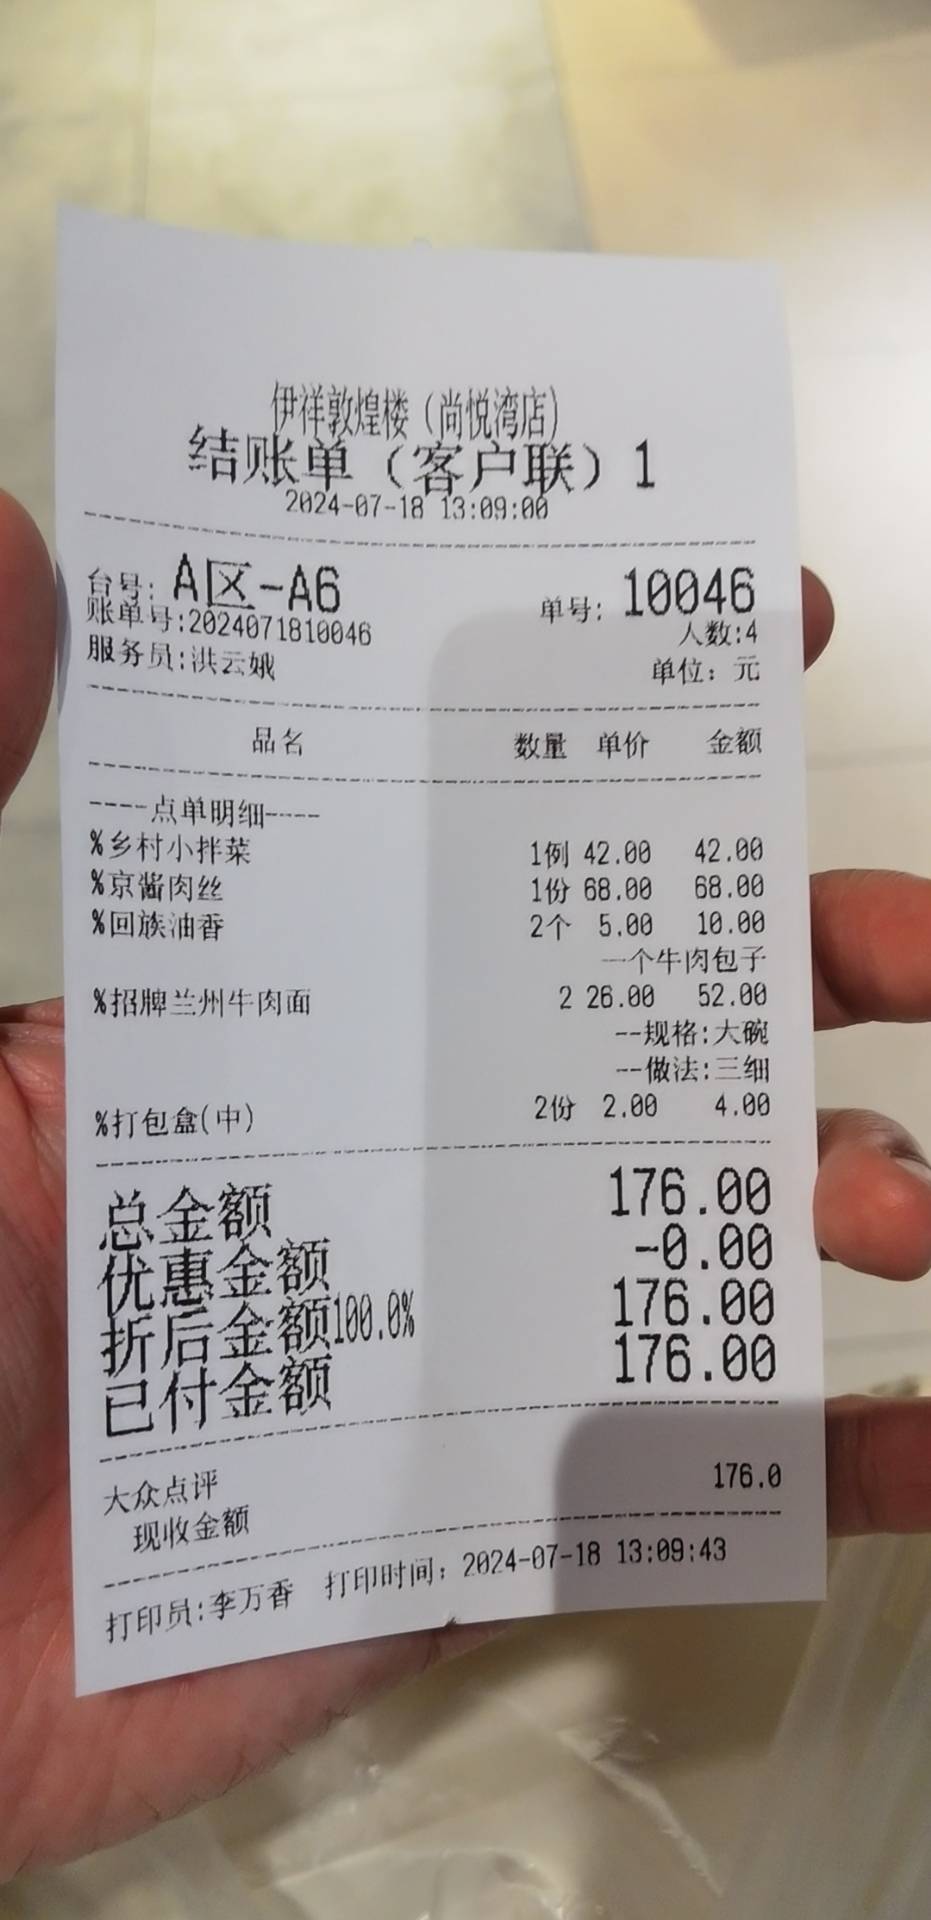 伊祥敦煌楼（尚悦湾店）
结账单（客户联）1
2024-07-18 13:09:00
台号: A区-A6 单号: 10046
账单号:2024071810046 人数:4
服务员:洪云娥 单位: 元
品名 数量 单价 金额
----点单明细----
%乡村小拌菜 1例 42.00 42.00
%京酱肉丝 1份 68.00 68.00
%回族油香 2个 5.00 10.00
一个牛肉包子
%招牌兰州牛肉面 2 26.00 52.00
--规格:大碗
--做法:三细
%打包盒(中) 2份 2.00 4.00
总金额 176.00
优惠金额 -0.00
折后金额100.0% 176.00
已付金额 176.00
大众点评 176.0
现收金额
打印员:李万香 打印时间: 2024-07-18 13:09:43